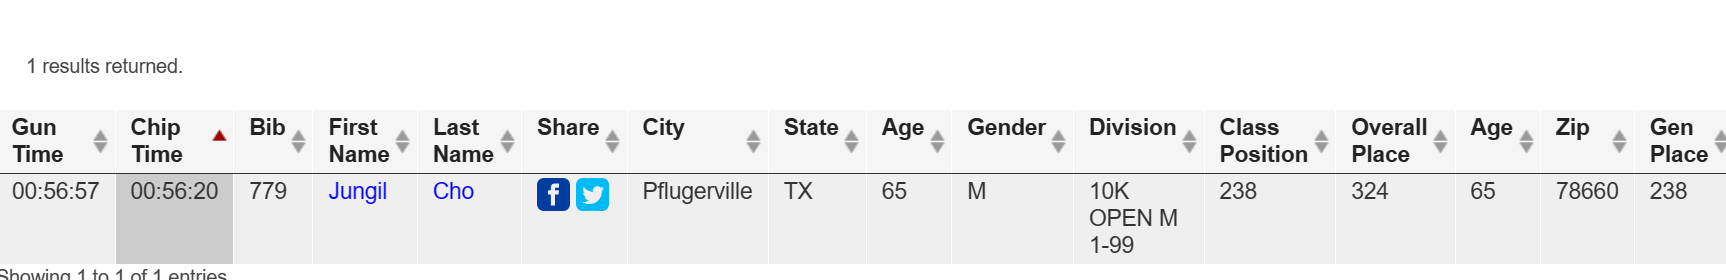 1 results returned.
Gun Time Chip Time Bib First Name Last Name Share City State Age Gender Division Class Position Overall Place Age Zip Gen Place
00:56:57 00:56:20 779 Jungil Cho Pflugerville TX 65 M 10K OPEN M 1-99 238 324 65 78660 238
Showing 1 to 1 of 1 entries